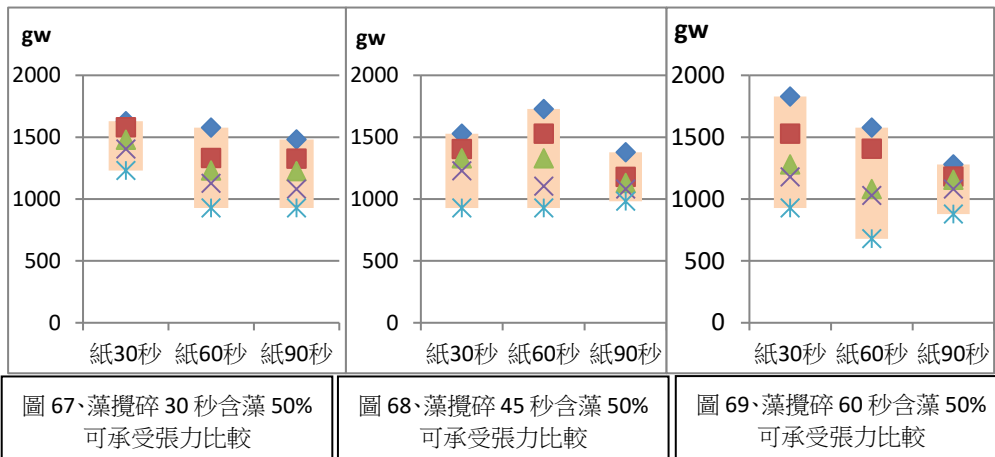 gw
2000
1500
1000
500
0
紙30秒 紙60秒 紙90秒
圖 67、藻攪碎 30 秒含藻 50%
可承受張力比較
gw
2000
1500
1000
500
0
紙30秒 紙60秒 紙90秒
圖 68、藻攪碎 45 秒含藻 50%
可承受張力比較
gw
2000
1500
1000
500
0
紙30秒 紙60秒 紙90秒
圖 69、藻攪碎 60 秒含藻 50%
可承受張力比較